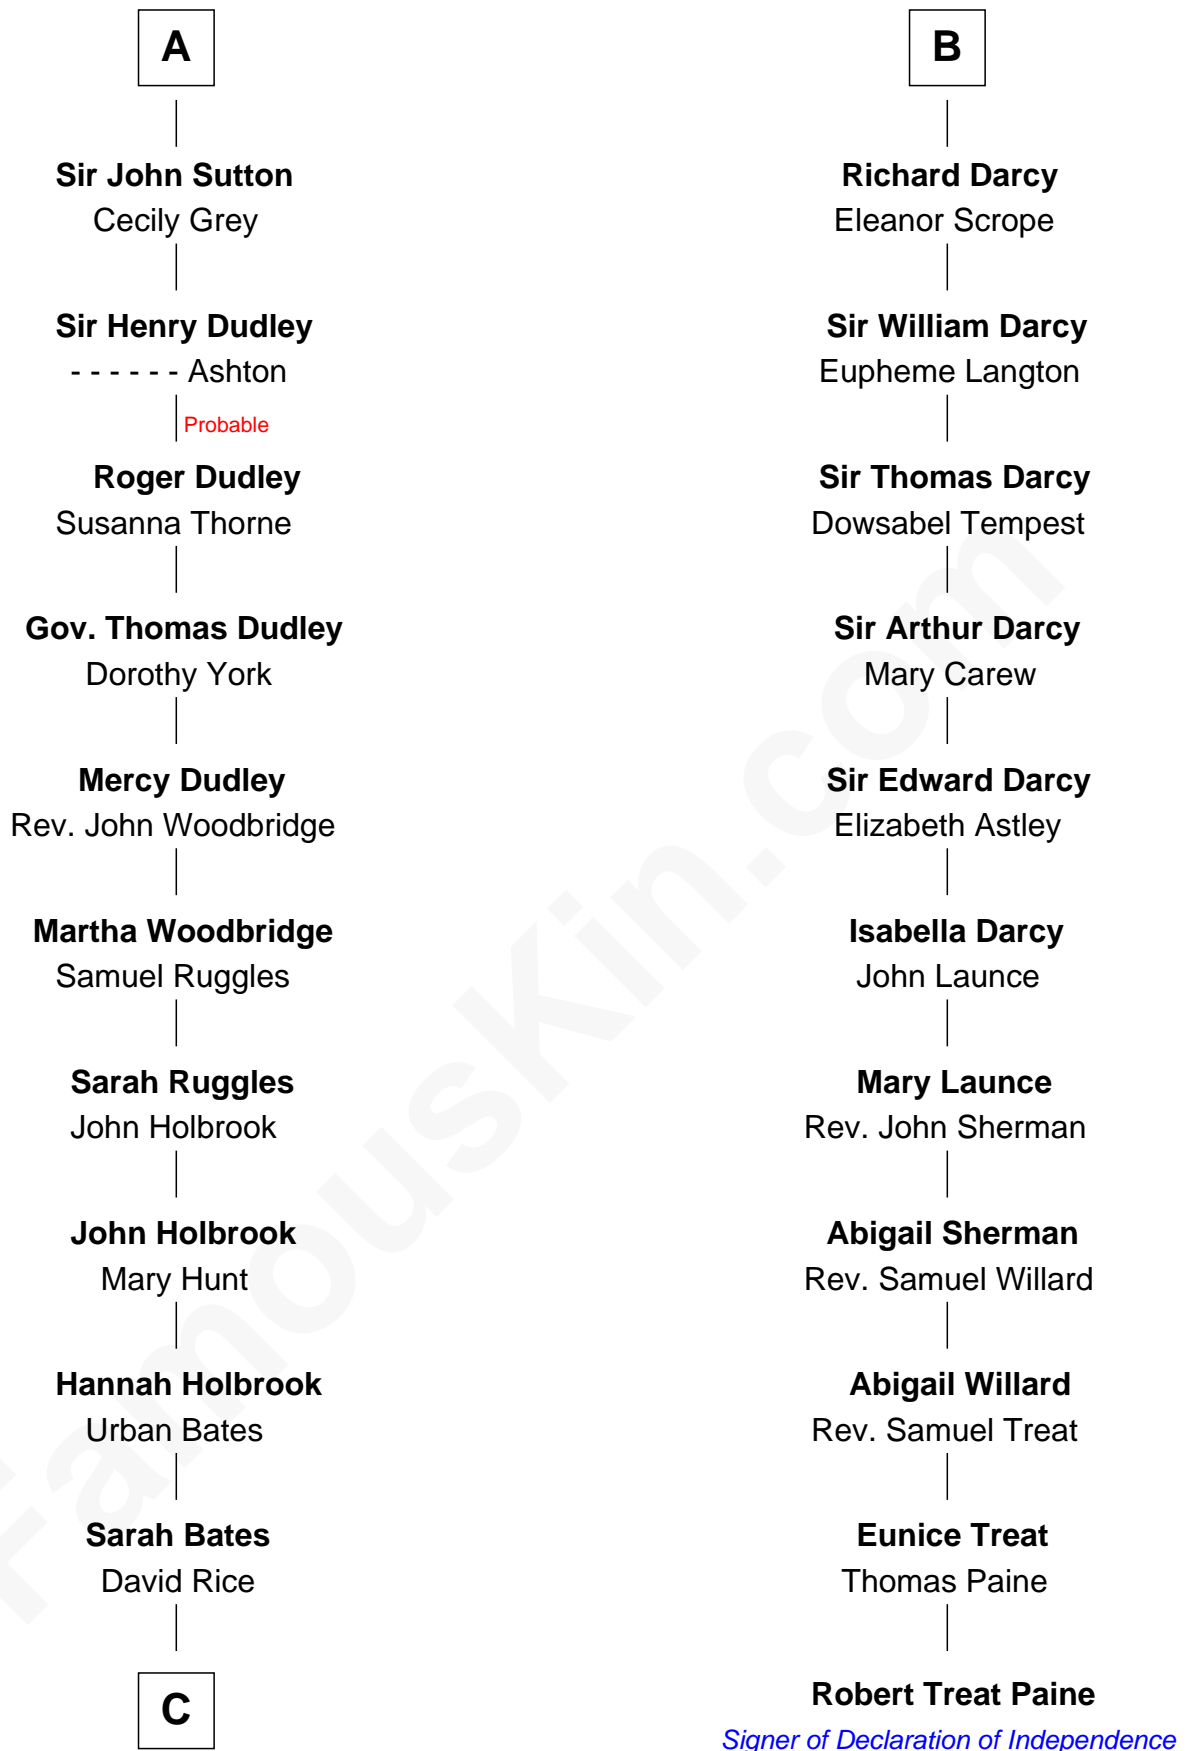 A
Sir John Sutton
Cecily Grey
Sir Henry Dudley
- - - - - - Ashton
Probable
Roger Dudley
Susanna Thorne
Gov. Thomas Dudley
Dorothy York
Mercy Dudley
Rev. John Woodbridge
Martha Woodbridge
Samuel Ruggles
Sarah Ruggles
John Holbrook
John Holbrook
Mary Hunt
Hannah Holbrook
Urban Bates
Sarah Bates
David Rice
C
B
Richard Darcy
Eleanor Scrope
Sir William Darcy
Eupheme Langton
Sir Thomas Darcy
Dowsabel Tempest
Sir Arthur Darcy
Mary Carew
Sir Edward Darcy
Elizabeth Astley
Isabella Darcy
John Launce
Mary Launce
Rev. John Sherman
Abigail Sherman
Rev. Samuel Willard
Abigail Willard
Rev. Samuel Treat
Eunice Treat
Thomas Paine
Robert Treat Paine
Signer of Declaration of Independence
FamousKin.com